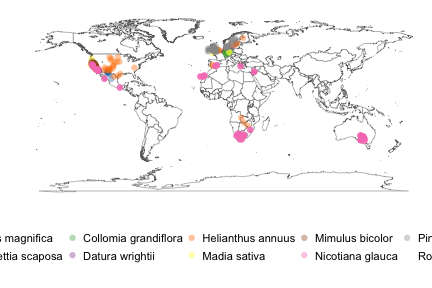 s magnifica Collomia grandiflora Helianthus annuus Mimulus bicolor Pin
ettia scaposa Datura wrightii Madia sativa Nicotiana glauca Ro